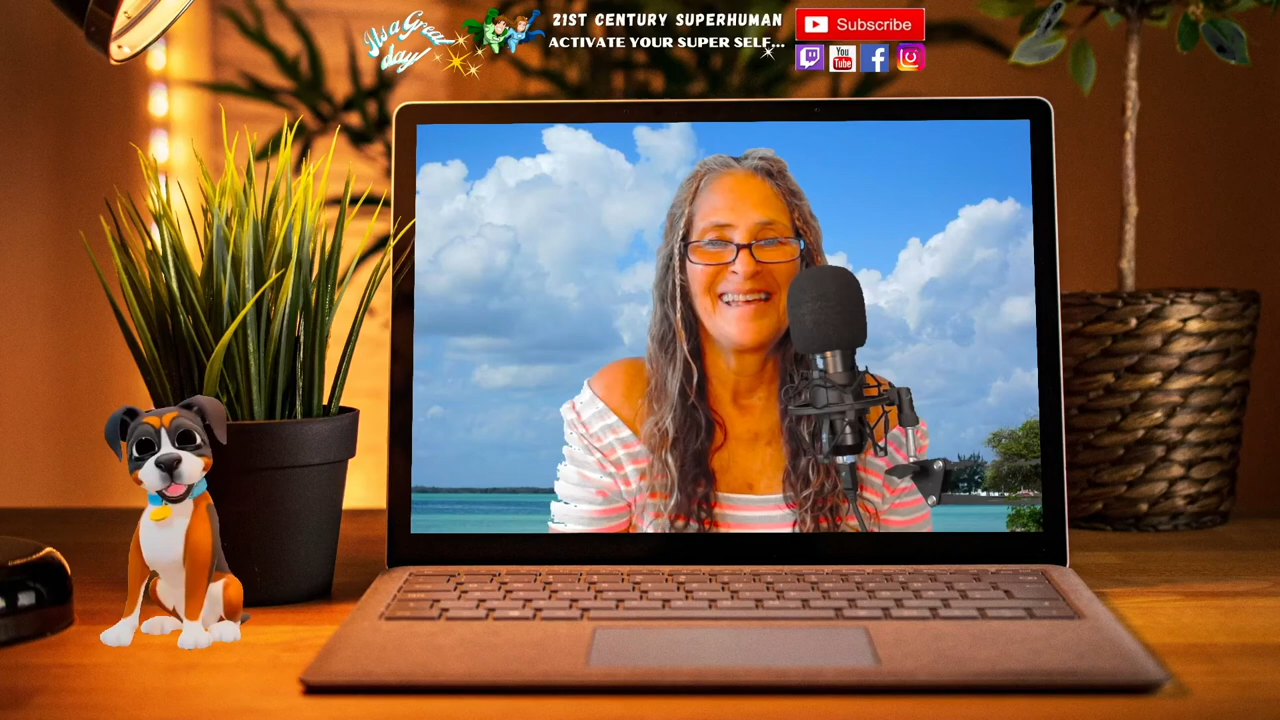 It's a Great
day!
21ST CENTURY SUPERHUMAN
ACTIVATE YOUR SUPER SELF...
Subscribe
You
Tube